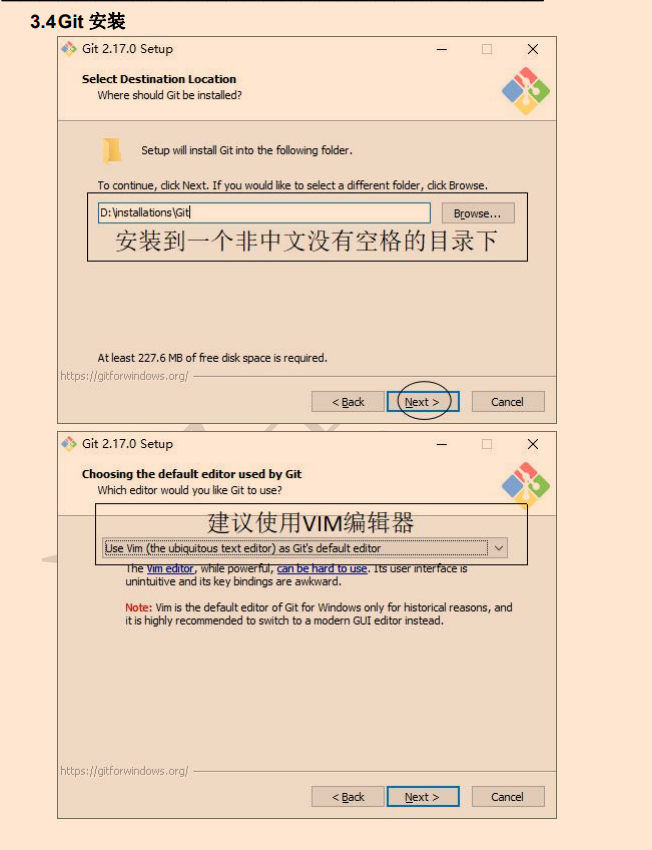 3.4Git 安装
Git 2.17.0 Setup
Select Destination Location
Where should Git be installed?
Setup will install Git into the following folder.
To continue, click Next. If you would like to select a different folder, click Browse.
D:\installations\Git
Browse...
安装到一个非中文没有空格的目录下
At least 227.6 MB of free disk space is required.
https://gitforwindows.org/
< Back
Next >
Cancel
Git 2.17.0 Setup
Choosing the default editor used by Git
Which editor would you like Git to use?
建议使用VIM编辑器
Use Vim (the ubiquitous text editor) as Git's default editor
The Vim editor, while powerful, can be hard to use. Its user interface is
unintuitive and its key bindings are awkward.
Note: Vim is the default editor of Git for Windows only for historical reasons, and
it is highly recommended to switch to a modern GUI editor instead.
https://gitforwindows.org/
< Back
Next >
Cancel